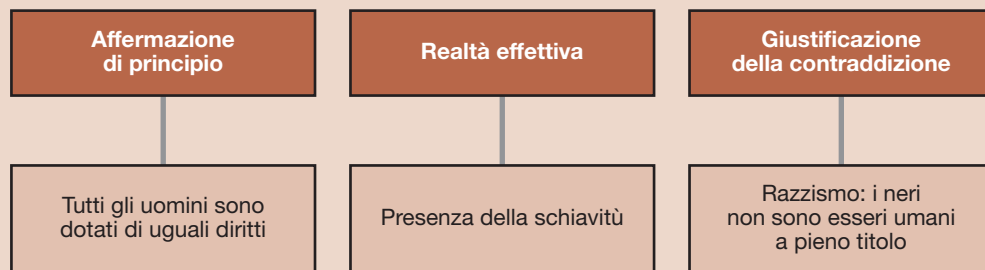 Affermazione
di principio
Realtà effettiva
Giustificazione
della contraddizione
Tutti gli uomini sono
dotati di uguali diritti
Presenza della schiavitù
Razzismo: i neri
non sono esseri umani
a pieno titolo